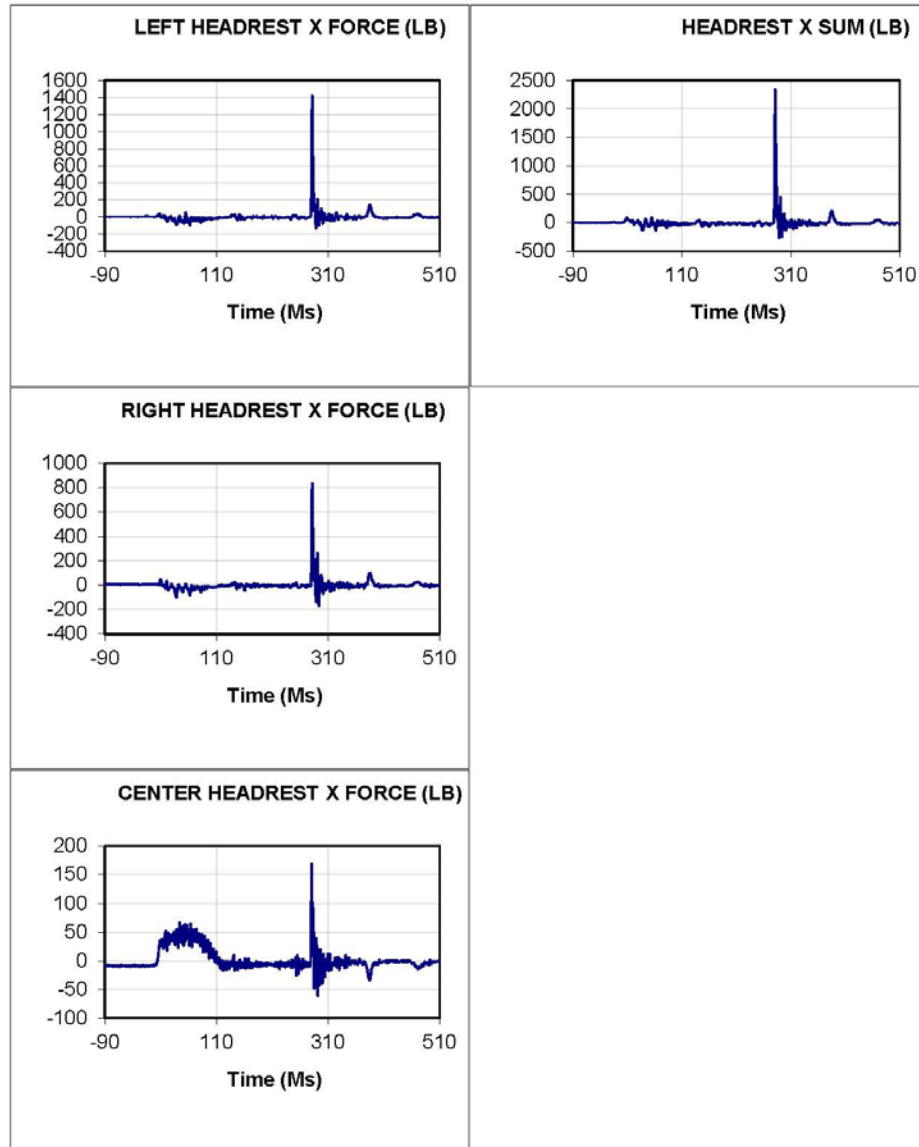 LEFT HEADREST X FORCE (LB)
1600
1400
1200
1000
800
600
400
200
0
-200
-400
-90 110 310 510
Time (Ms)
HEADREST X SUM (LB)
2500
2000
1500
1000
500
0
-500
-90 110 310 510
Time (Ms)
RIGHT HEADREST X FORCE (LB)
1000
800
600
400
200
0
-200
-400
-90 110 310 510
Time (Ms)
CENTER HEADREST X FORCE (LB)
200
150
100
50
0
-50
-100
-90 110 310 510
Time (Ms)